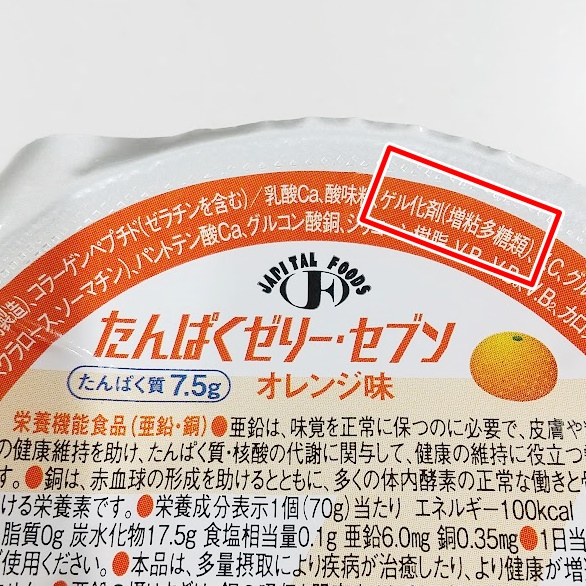 製造)、コラーゲンペプチド(ゼラチンを含む)/乳酸Ca、酸味料、ゲル化剤(増粘多糖類)、
スクラロース、ソーマチン)、パントテン酸Ca、グルコン酸銅、
JAPITAL FOODS
JF
たんぱくゼリー・セブン
たんぱく質7.5g
オレンジ味
栄養機能食品(亜鉛・銅)●亜鉛は、味覚を正常に保つのに必要で、皮膚や
の健康維持を助け、たんぱく質・核酸の代謝に関与して、健康の維持に役立つ
す。●銅は、赤血球の形成を助けるとともに、多くの体内酵素の正常な働きと
ける栄養素です。●栄養成分表示1個(70g)当たり エネルギー100kcal
脂質0g 炭水化物17.5g 食塩相当量0.1g 亜鉛6.0mg 銅0.35mg ●1日当
使用ください。●本品は、多量摂取により疾病が治癒したり、より健康が増